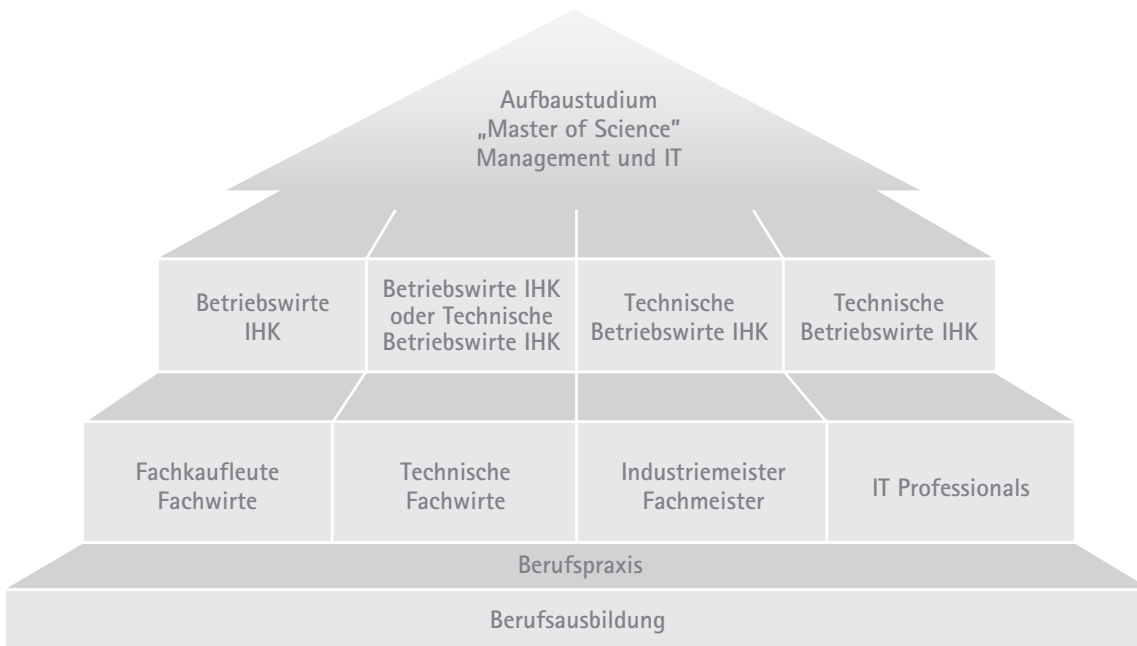 Aufbaustudium
„Master of Science”
Management und IT
Betriebswirte
IHK
Betriebswirte IHK
oder Technische
Betriebswirte IHK
Technische
Betriebswirte IHK
Technische
Betriebswirte IHK
Fachkaufleute
Fachwirte
Technische
Fachwirte
Industriemeister
Fachmeister
IT Professionals
Berufspraxis
Berufsausbildung